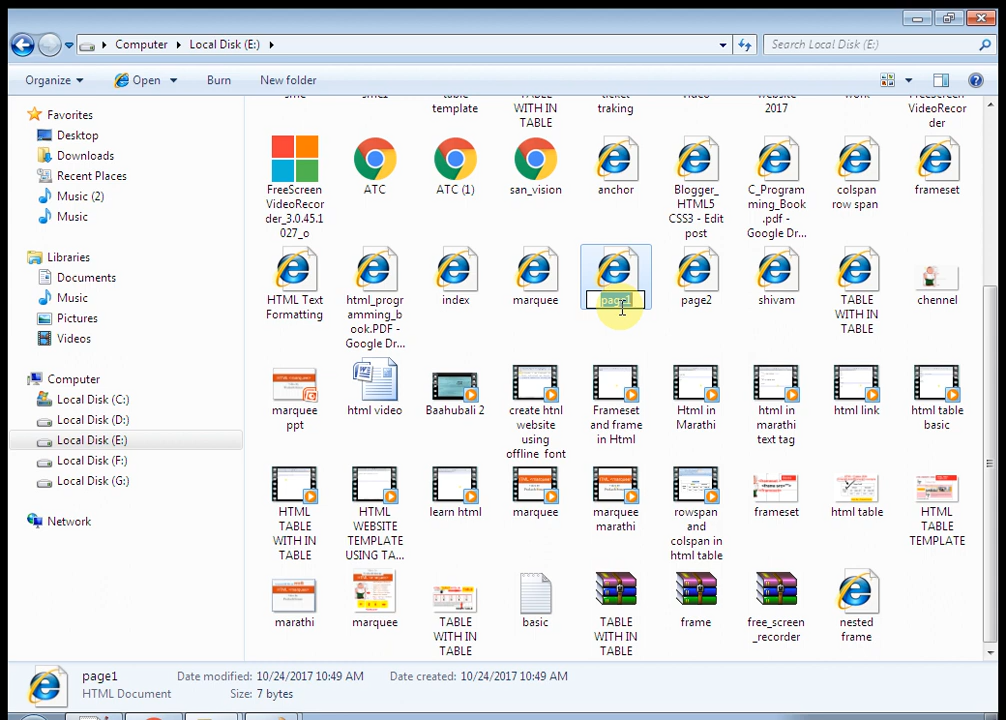 Computer
Local Disk (E:)
Search Local Disk (E:)
Organize
Open
Burn
New folder
Favorites
Desktop
Downloads
Recent Places
Music (2)
Music
Libraries
Documents
Music
Pictures
Videos
Computer
Local Disk (C:)
Local Disk (D:)
Local Disk (E:)
Local Disk (F:)
Local Disk (G:)
Network
template
TABLE
WITH IN
TABLE
ticket
traking
2017
VideoRecor
der
FreeScreen
VideoRecor
der_3.0.45.1
027_o
ATC
ATC (1)
san_vision
anchor
Blogger_
HTML5
CSS3 - Edit
post
C_Program
ming_Book
.pdf -
Google Dr...
colspan
row span
frameset
HTML Text
Formatting
html_progr
amming_b
ook.PDF -
Google Dr...
index
marquee
page1
page2
shivam
TABLE
WITH IN
TABLE
chennel
marquee
ppt
html video
Baahubali 2
create htnl
website
using
offline font
Frameset
and frame
in Html
Html in
Marathi
html in
marathi
text tag
html link
html table
basic
HTML
TABLE
WITH IN
TABLE
HTML
WEBSITE
TEMPLATE
USING TA...
learn html
marquee
marquee
marathi
rowspan
and
colspan in
html table
frameset
html table
HTML
TABLE
TEMPLATE
marathi
marquee
TABLE
WITH IN
TABLE
basic
TABLE
WITH IN
TABLE
frame
free_screen
_recorder
nested
frame
page1
HTML Document
Date modified: 10/24/2017 10:49 AM
Size: 7 bytes
Date created: 10/24/2017 10:49 AM